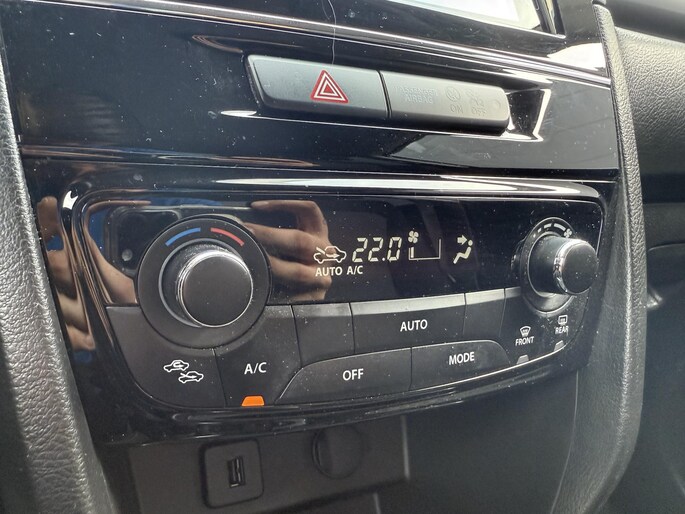 22.0
AUTO A/C
AUTO
A/C
OFF
MODE
FRONT
REAR